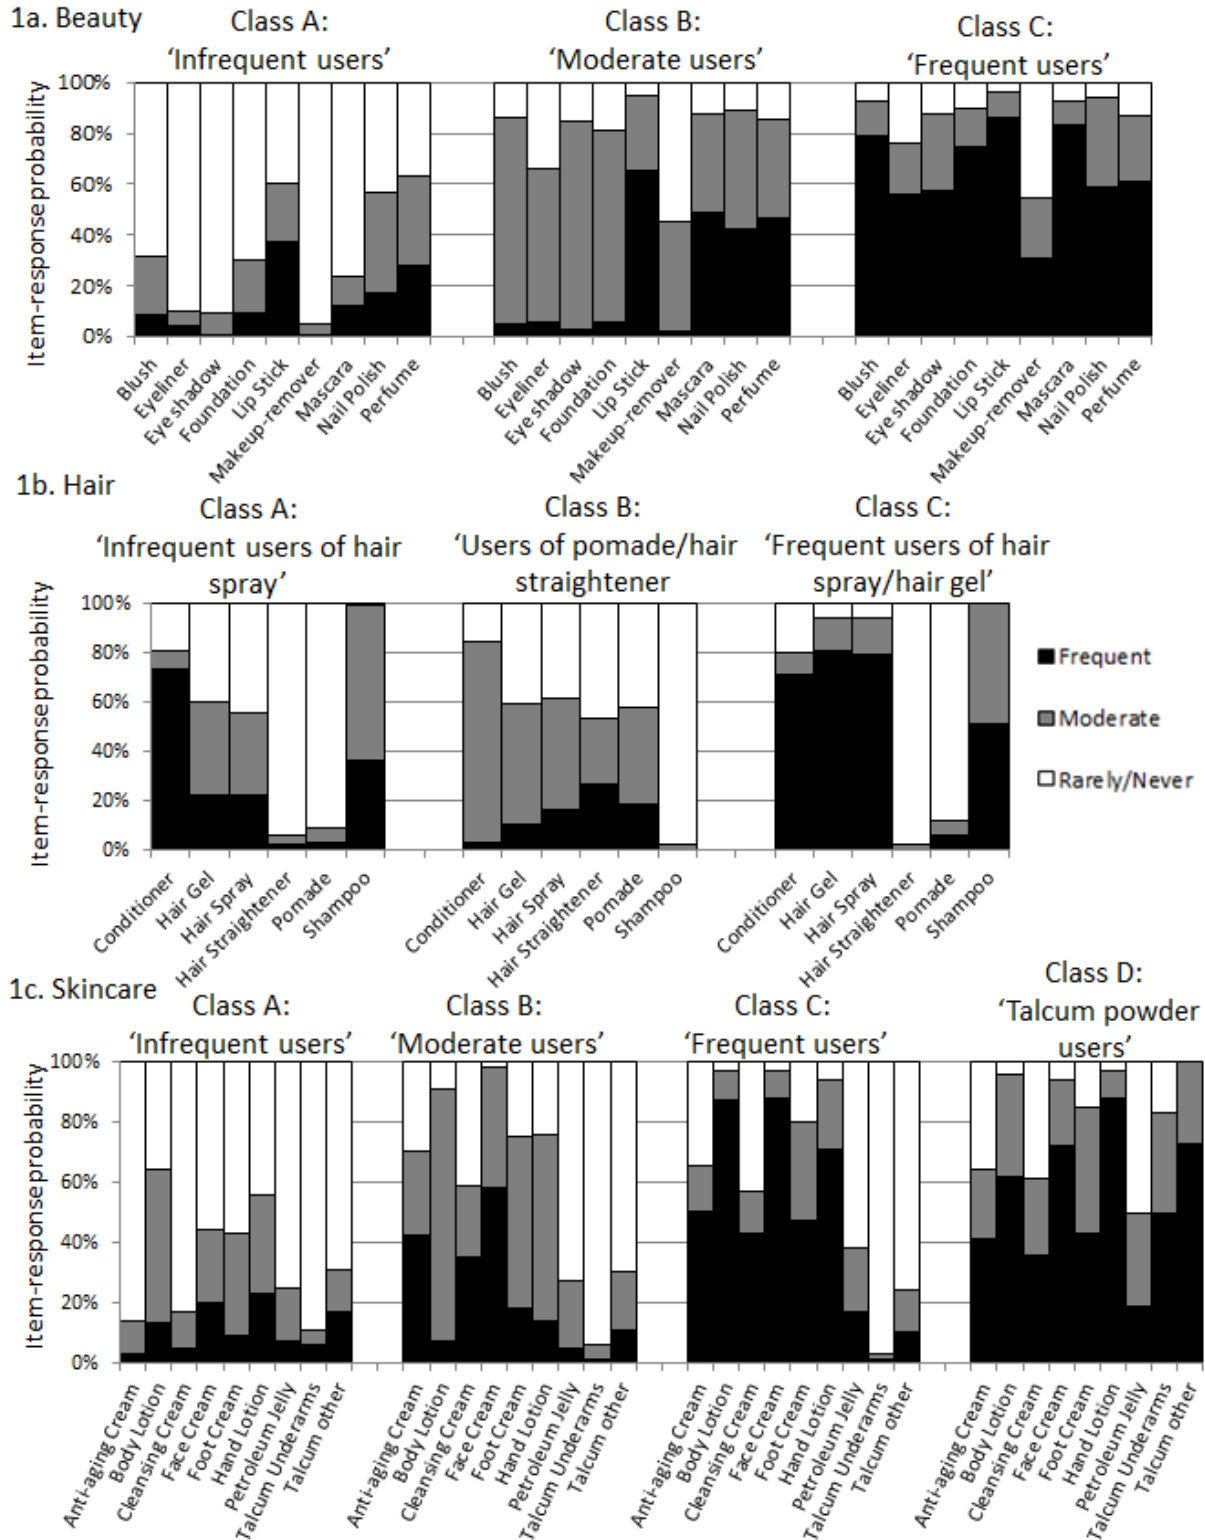 1a. Beauty
Class A:
‘Infrequent users’
Class B:
‘Moderate users’
Class C:
‘Frequent users’
Item-responseprobability
100%
80%
60%
40%
20%
0%
Blush
Eyeliner
Eye shadow
Foundation
Lip Stick
Makeup-remover
Mascara
Nail Polish
Perfume
Blush
Eyeliner
Eye shadow
Foundation
Lip Stick
Makeup-remover
Mascara
Nail Polish
Perfume
Blush
Eyeliner
Eye shadow
Foundation
Lip Stick
Makeup-remover
Mascara
Nail Polish
Perfume
1b. Hair
Class A:
‘Infrequent users of hair
spray’
Class B:
‘Users of pomade/hair
straightener
Class C:
‘Frequent users of hair
spray/hair gel’
Item-responseprobability
100%
80%
60%
40%
20%
0%
Conditioner
Hair Gel
Hair Spray
Hair Straightener
Pomade
Shampoo
Conditioner
Hair Gel
Hair Spray
Hair Straightener
Pomade
Shampoo
Conditioner
Hair Gel
Hair Spray
Hair Straightener
Pomade
Shampoo
Frequent
Moderate
Rarely/Never
1c. Skincare
Class A:
‘Infrequent users’
Class B:
‘Moderate users’
Class C:
‘Frequent users’
Class D:
‘Talcum powder
users’
Item-responseprobability
100%
80%
60%
40%
20%
0%
Anti-aging Cream
Body Lotion
Cleansing Cream
Face Cream
Foot Cream
Hand Lotion
Petroleum Jelly
Talcum Underarms
Talcum other
Anti-aging Cream
Body Lotion
Cleansing Cream
Face Cream
Foot Cream
Hand Lotion
Petroleum Jelly
Talcum Underarms
Talcum other
Anti-aging Cream
Body Lotion
Cleansing Cream
Face Cream
Foot Cream
Hand Lotion
Petroleum Jelly
Talcum Underarms
Talcum other
Anti-aging Cream
Body Lotion
Cleansing Cream
Face Cream
Foot Cream
Hand Lotion
Petroleum Jelly
Talcum Underarms
Talcum other